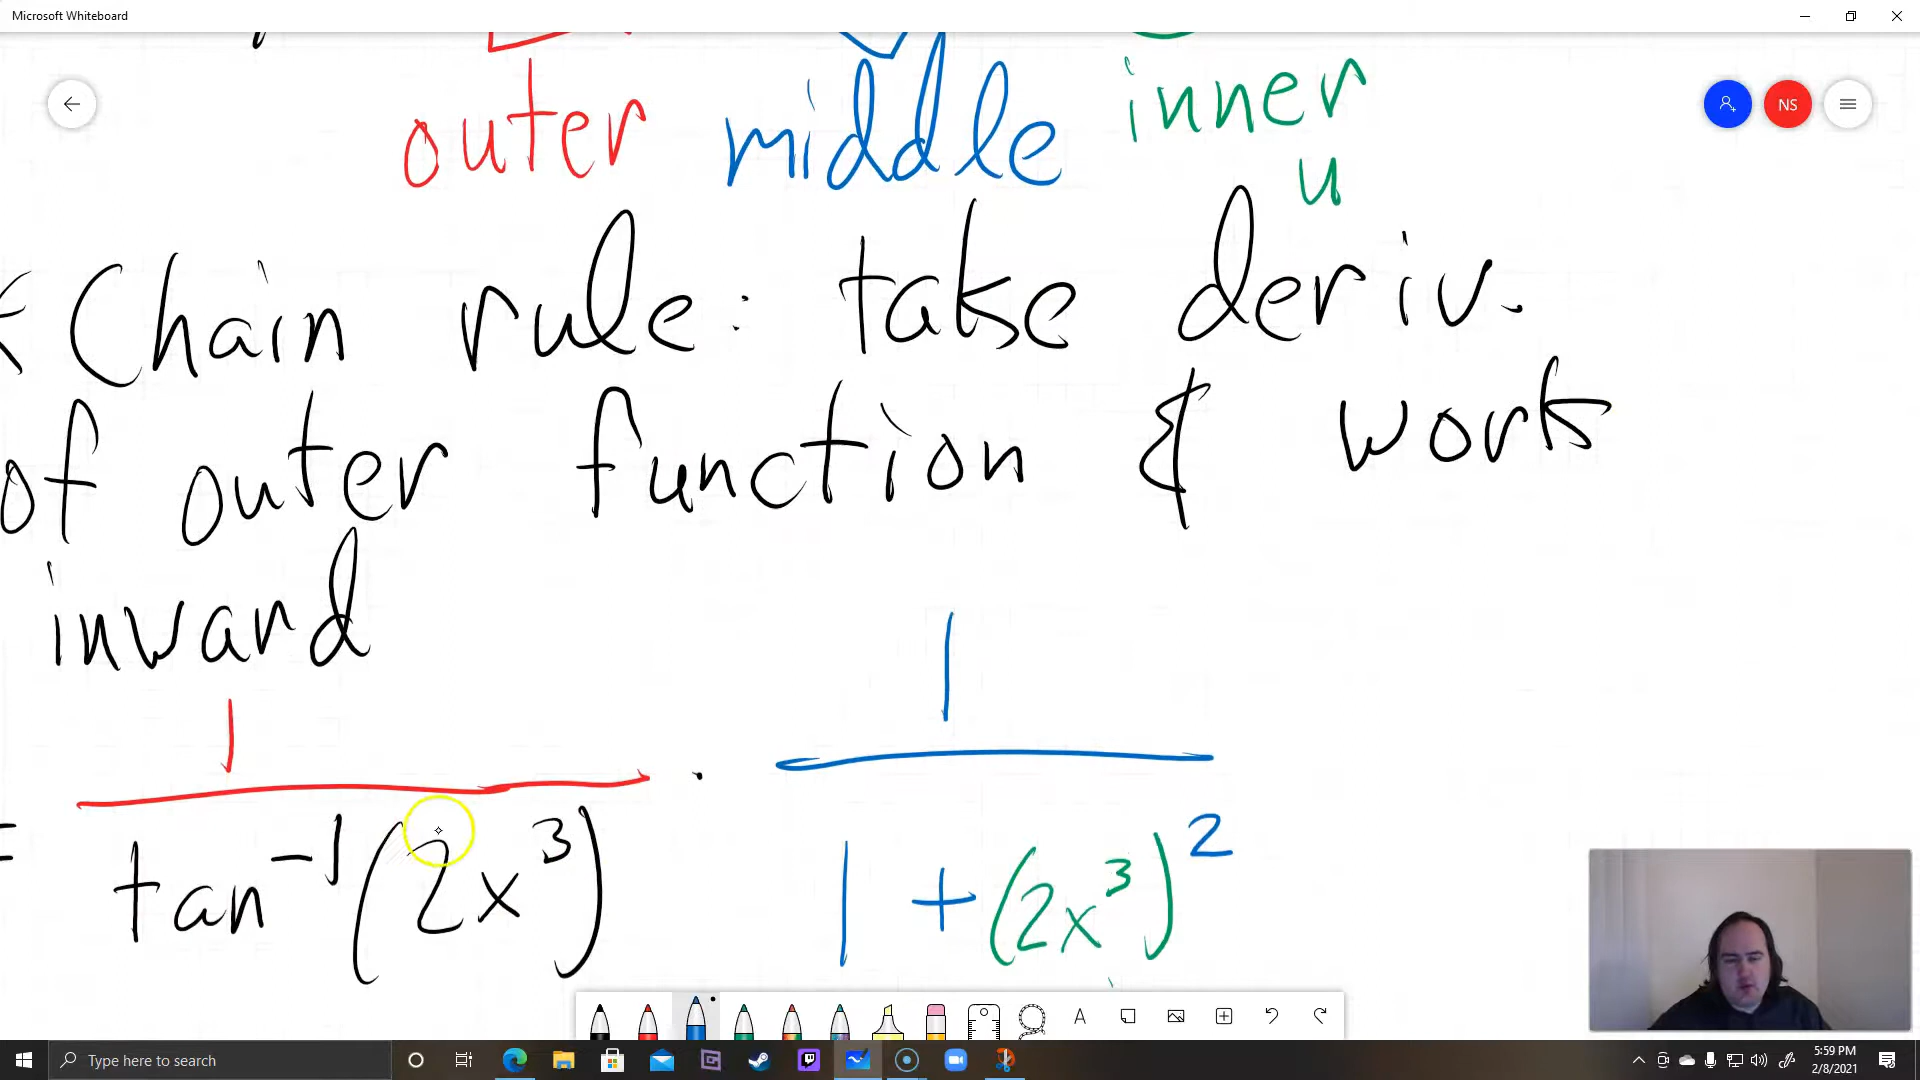 Microsoft Whiteboard
outer middle inner
u
Chain rule: take deriv.
of outer function & work
inward
1 / tan⁻¹(2x³) · 1 / 1 + (2x³)²
NS
A
Type here to search
5:59 PM
2/8/2021